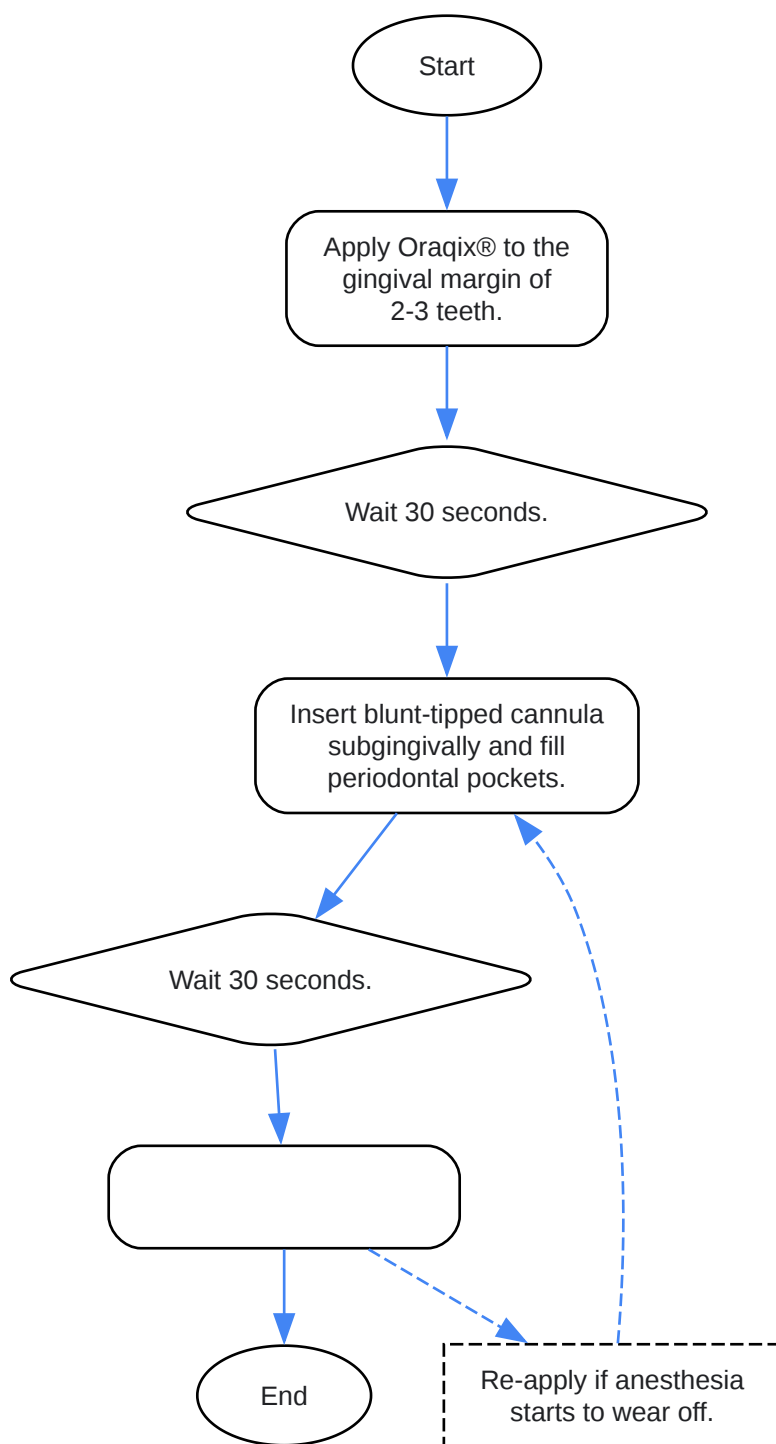 Start
Apply Oraqix® to the
gingival margin of
2-3 teeth.
Wait 30 seconds.
Insert blunt-tipped cannula
subgingivally and fill
periodontal pockets.
Wait 30 seconds.
End
Re-apply if anesthesia
starts to wear off.